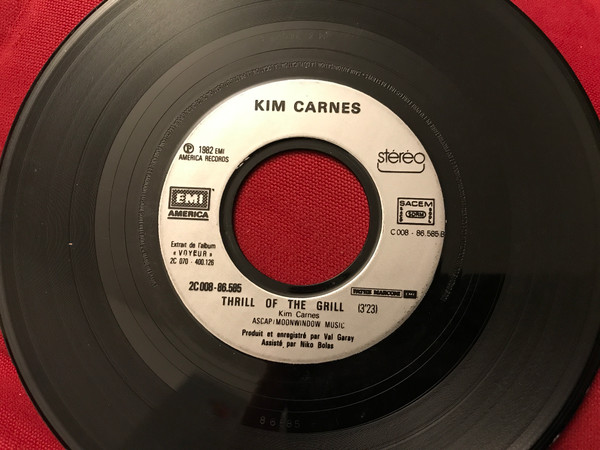 KIM CARNES
℗ 1982 EMI
AMERICA RECORDS
stéréo
EMI
AMERICA
SACEM
C 008 - 86.585-B
Extrait de l'album
« VOYEUR »
2C 070 - 400.126
2C 008-86.585
PATHE MARCONI EMI
THRILL OF THE GRILL (3'23)
Kim Carnes
ASCAP/MOONWINDOW MUSIC
Produit et enregistré par Val Garay
Assisté par Niko Bolas